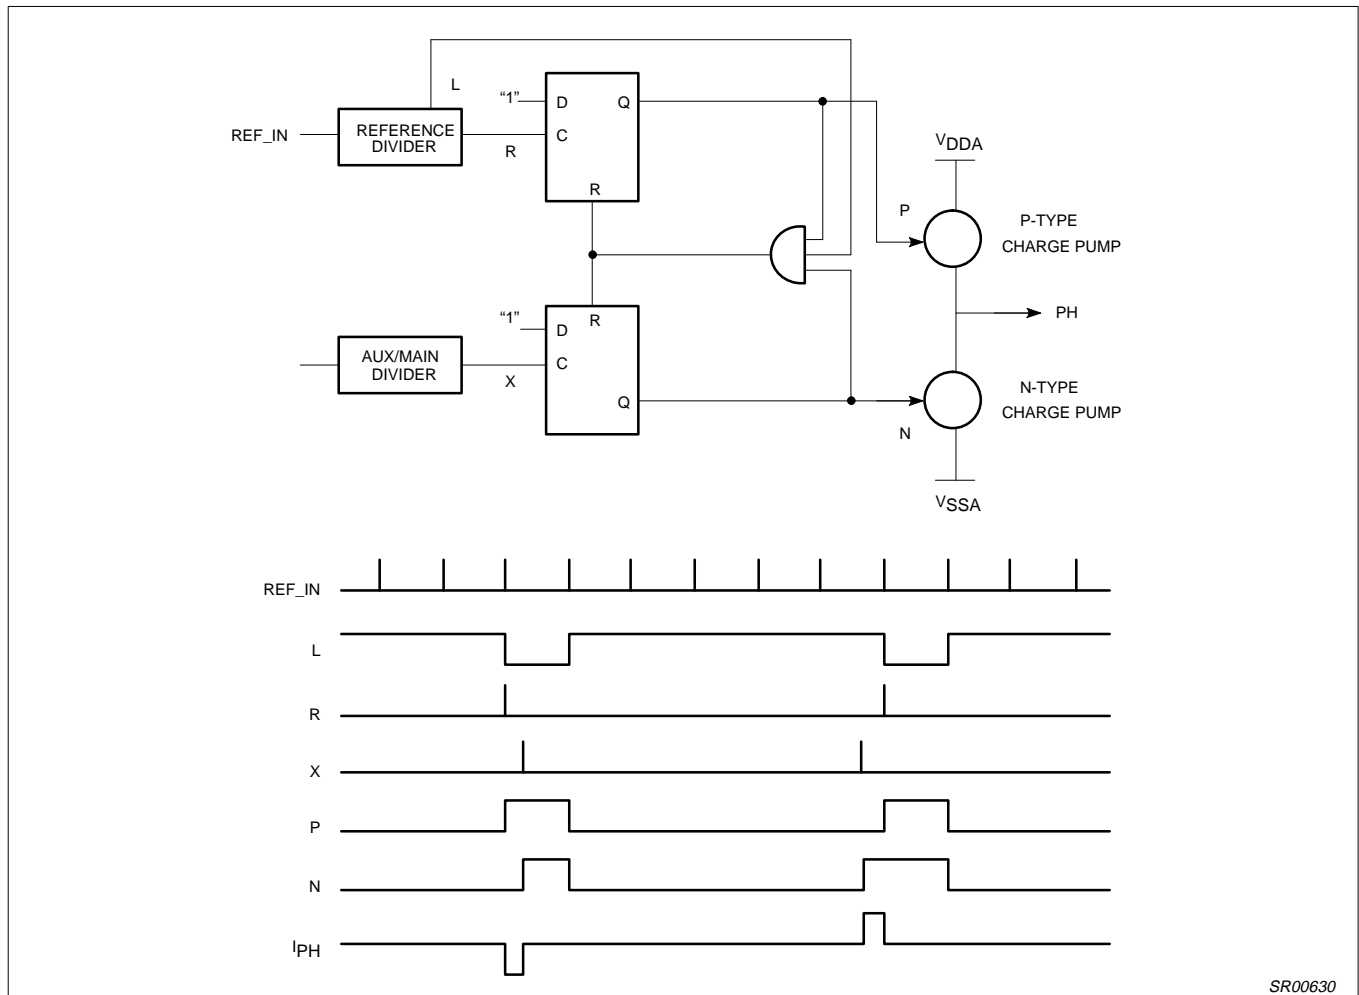 L
"1"
D
Q
REF_IN
REFERENCE
DIVIDER
C
R
R
VDDA
P
P-TYPE
CHARGE PUMP
"1"
D
R
PH
AUX/MAIN
DIVIDER
C
X
Q
N-TYPE
CHARGE PUMP
N
VSSA
REF_IN
L
R
X
P
N
IPH
SR00630